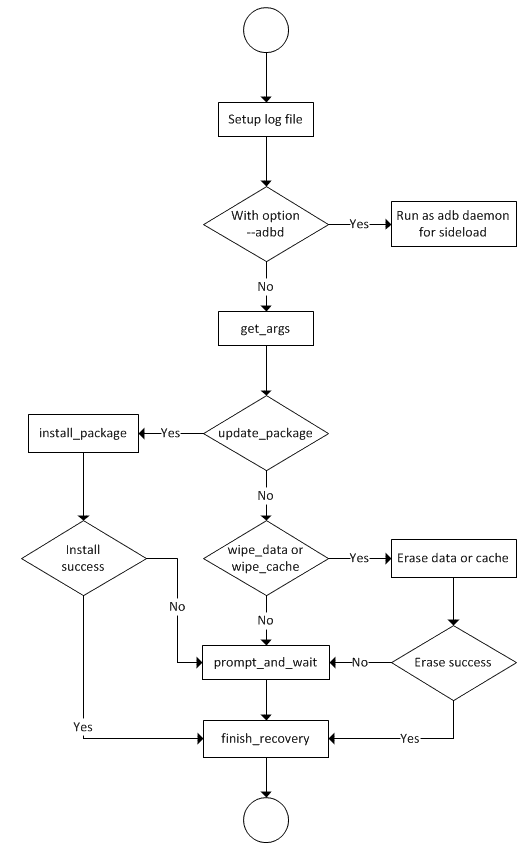 Setup log file
With option
--adbd
Yes
Run as adb daemon
for sideload
No
get_args
install_package
Yes
update_package
No
Install
success
wipe_data or
wipe_cache
Yes
Erase data or cache
No
No
prompt_and_wait
No
Erase success
Yes
finish_recovery
Yes